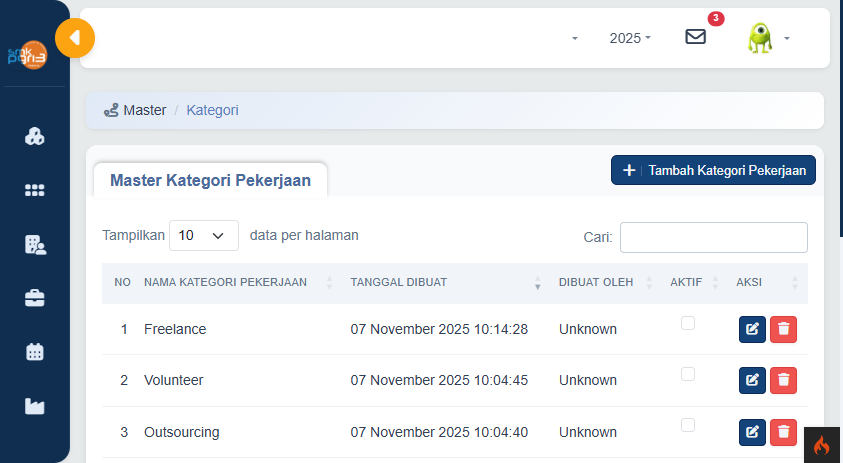 3
2025
smk
PGRI3
Master / Kategori
Master Kategori Pekerjaan
Tambah Kategori Pekerjaan
Tampilkan 10 data per halaman
Cari:
NO NAMA KATEGORI PEKERJAAN TANGGAL DIBUAT DIBUAT OLEH AKTIF AKSI
1 Freelance 07 November 2025 10:14:28 Unknown
2 Volunteer 07 November 2025 10:04:45 Unknown
3 Outsourcing 07 November 2025 10:04:40 Unknown